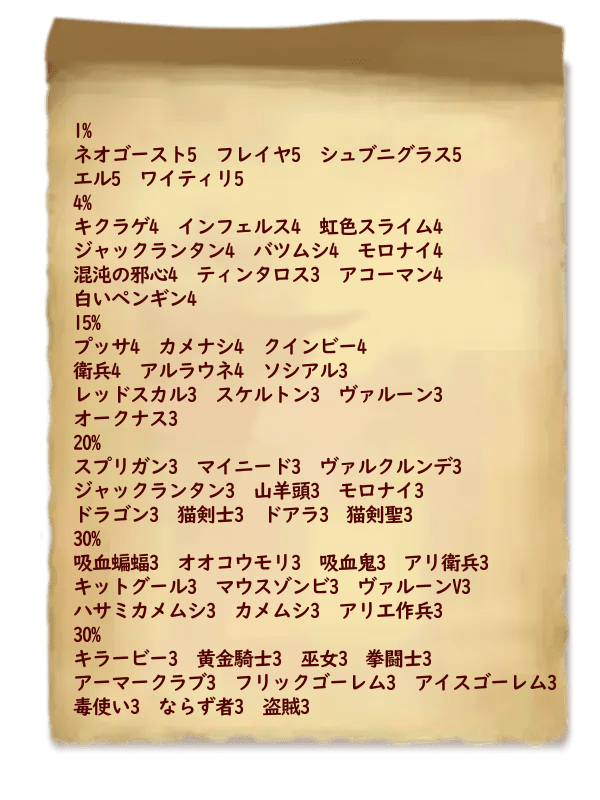 1%
ネオゴースト5　フレイヤ5　シュブニグラス5
エル5　ワイティリ5
4%
キクラゲ4　インフェルス4　虹色スライム4
ジャックランタン4　バツムシ4　モロナイ4
混沌の邪心4　ティンタロス3　アコーマン4
白いペンギン4
15%
プッサ4　カメナシ4　クインビー4
衛兵4　アルラウネ4　ソシアル3
レッドスカル3　スケルトン3　ヴァルーン3
オークナス3
20%
スプリガン3　マイニード3　ヴァルクルンデ3
ジャックランタン3　山羊頭3　モロナイ3
ドラゴン3　猫剣士3　ドアラ3　猫剣聖3
30%
吸血蝙蝠3　オオコウモリ3　吸血鬼3　アリ衛兵3
キットグール3　マウスゾンビ3　ヴァルーンV3
ハサミカメムシ3　カメムシ3　アリエ作兵3
30%
キラービー3　黄金騎士3　巫女3　拳闘士3
アーマークラブ3　フリックゴーレム3　アイスゴーレム3
毒使い3　ならず者3　盗賊3